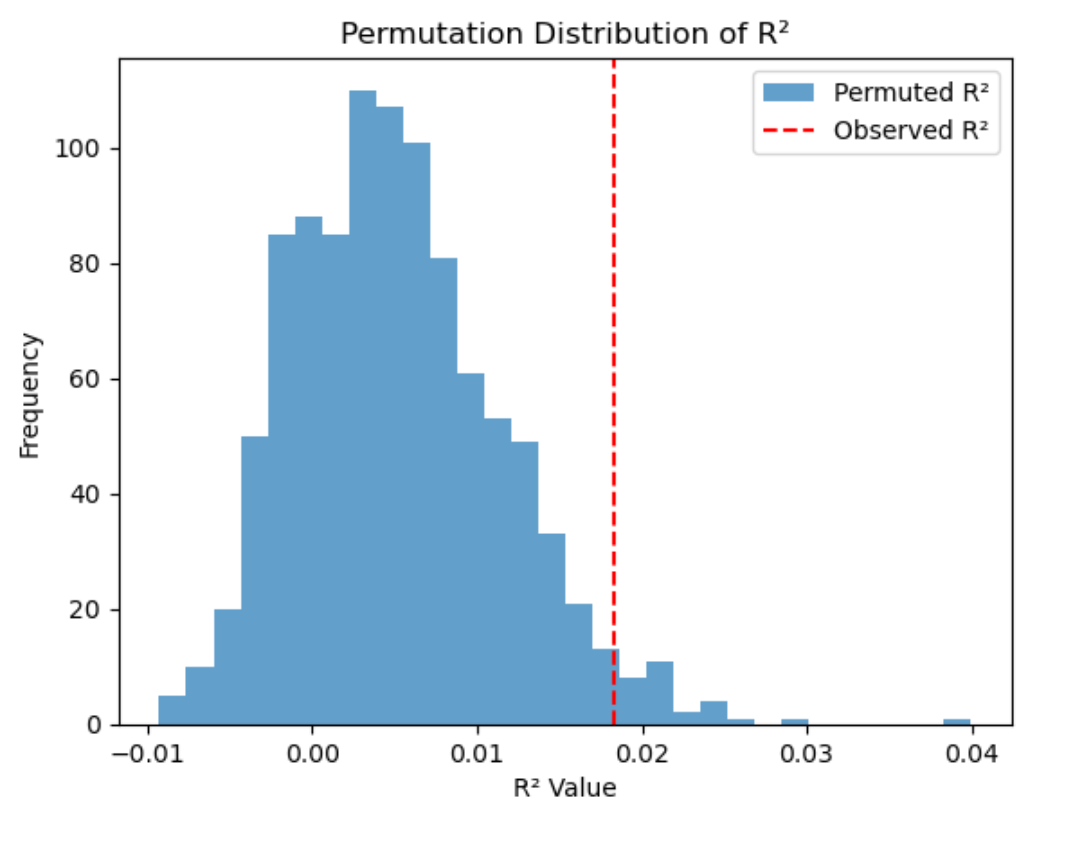 Permutation Distribution of R²
Permuted R²
Observed R²
100
80
60
40
20
0
Frequency
−0.01
0.00
0.01
0.02
0.03
0.04
R² Value